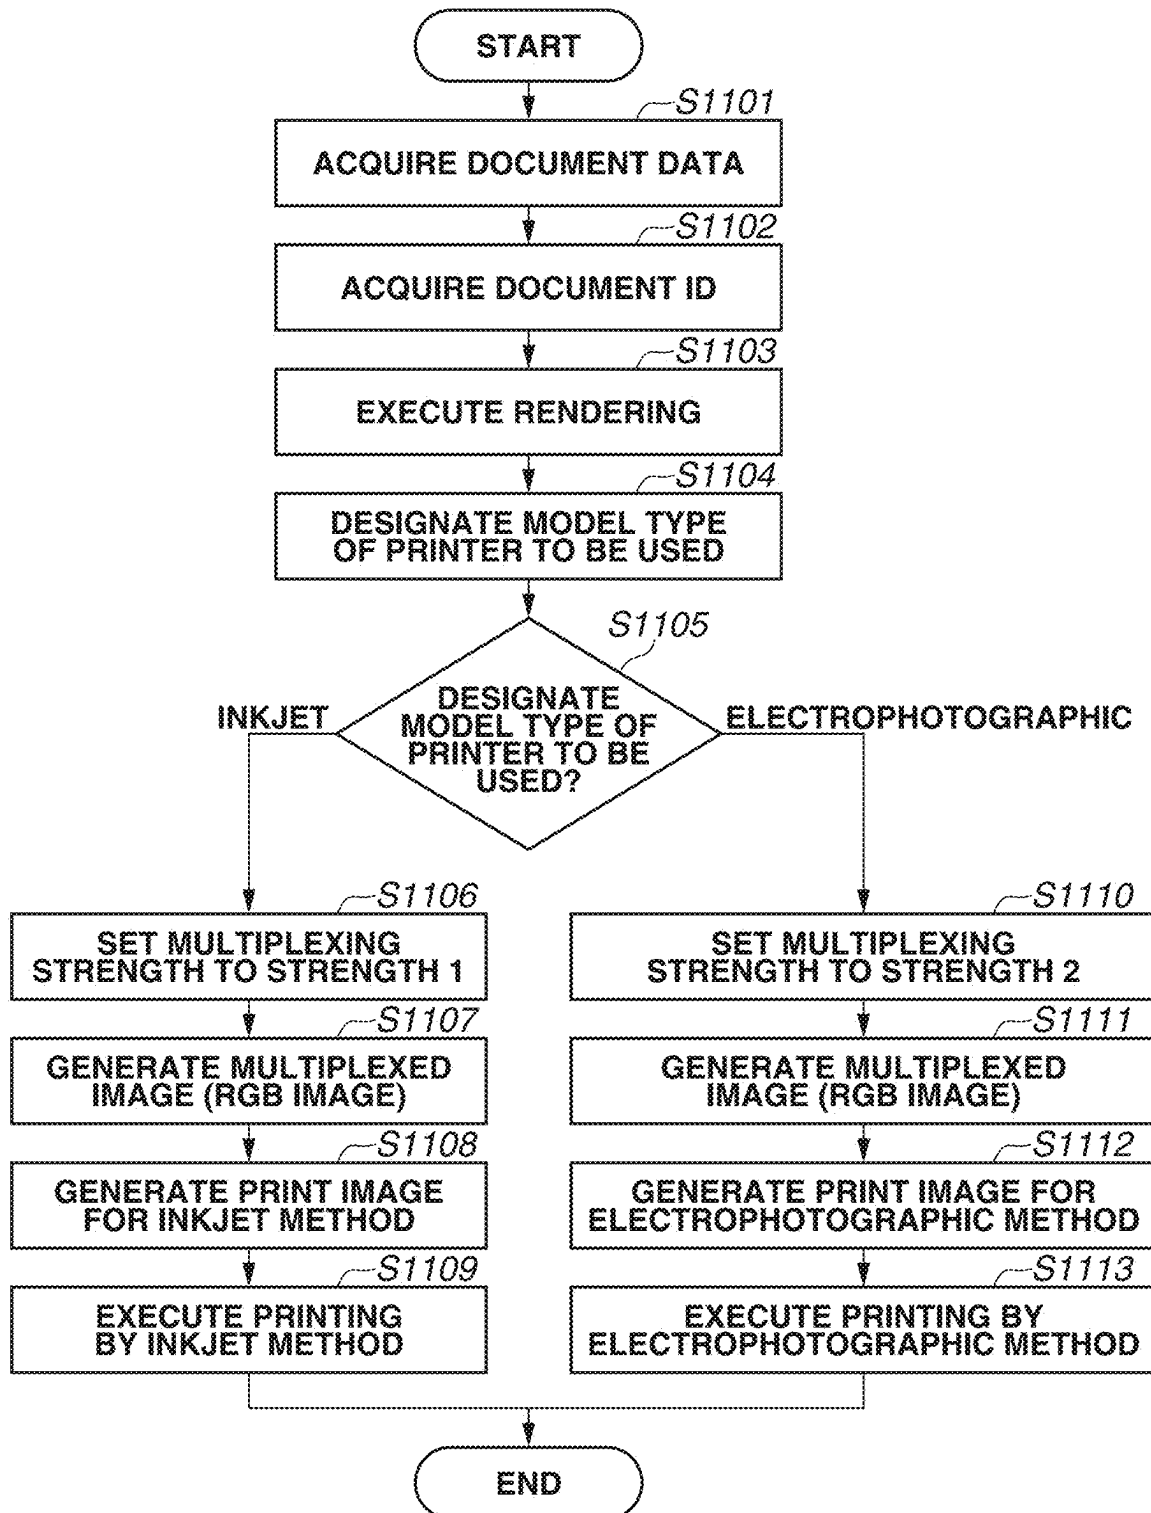 START
S1101
ACQUIRE DOCUMENT DATA
S1102
ACQUIRE DOCUMENT ID
S1103
EXECUTE RENDERING
S1104
DESIGNATE MODEL TYPE
OF PRINTER TO BE USED
S1105
DESIGNATE
MODEL TYPE OF
PRINTER TO BE
USED?
INKJET
ELECTROPHOTOGRAPHIC
S1106
SET MULTIPLEXING
STRENGTH TO STRENGTH 1
S1107
GENERATE MULTIPLEXED
IMAGE (RGB IMAGE)
S1108
GENERATE PRINT IMAGE
FOR INKJET METHOD
S1109
EXECUTE PRINTING
BY INKJET METHOD
S1110
SET MULTIPLEXING
STRENGTH TO STRENGTH 2
S1111
GENERATE MULTIPLEXED
IMAGE (RGB IMAGE)
S1112
GENERATE PRINT IMAGE FOR
ELECTROPHOTOGRAPHIC METHOD
S1113
EXECUTE PRINTING BY
ELECTROPHOTOGRAPHIC METHOD
END